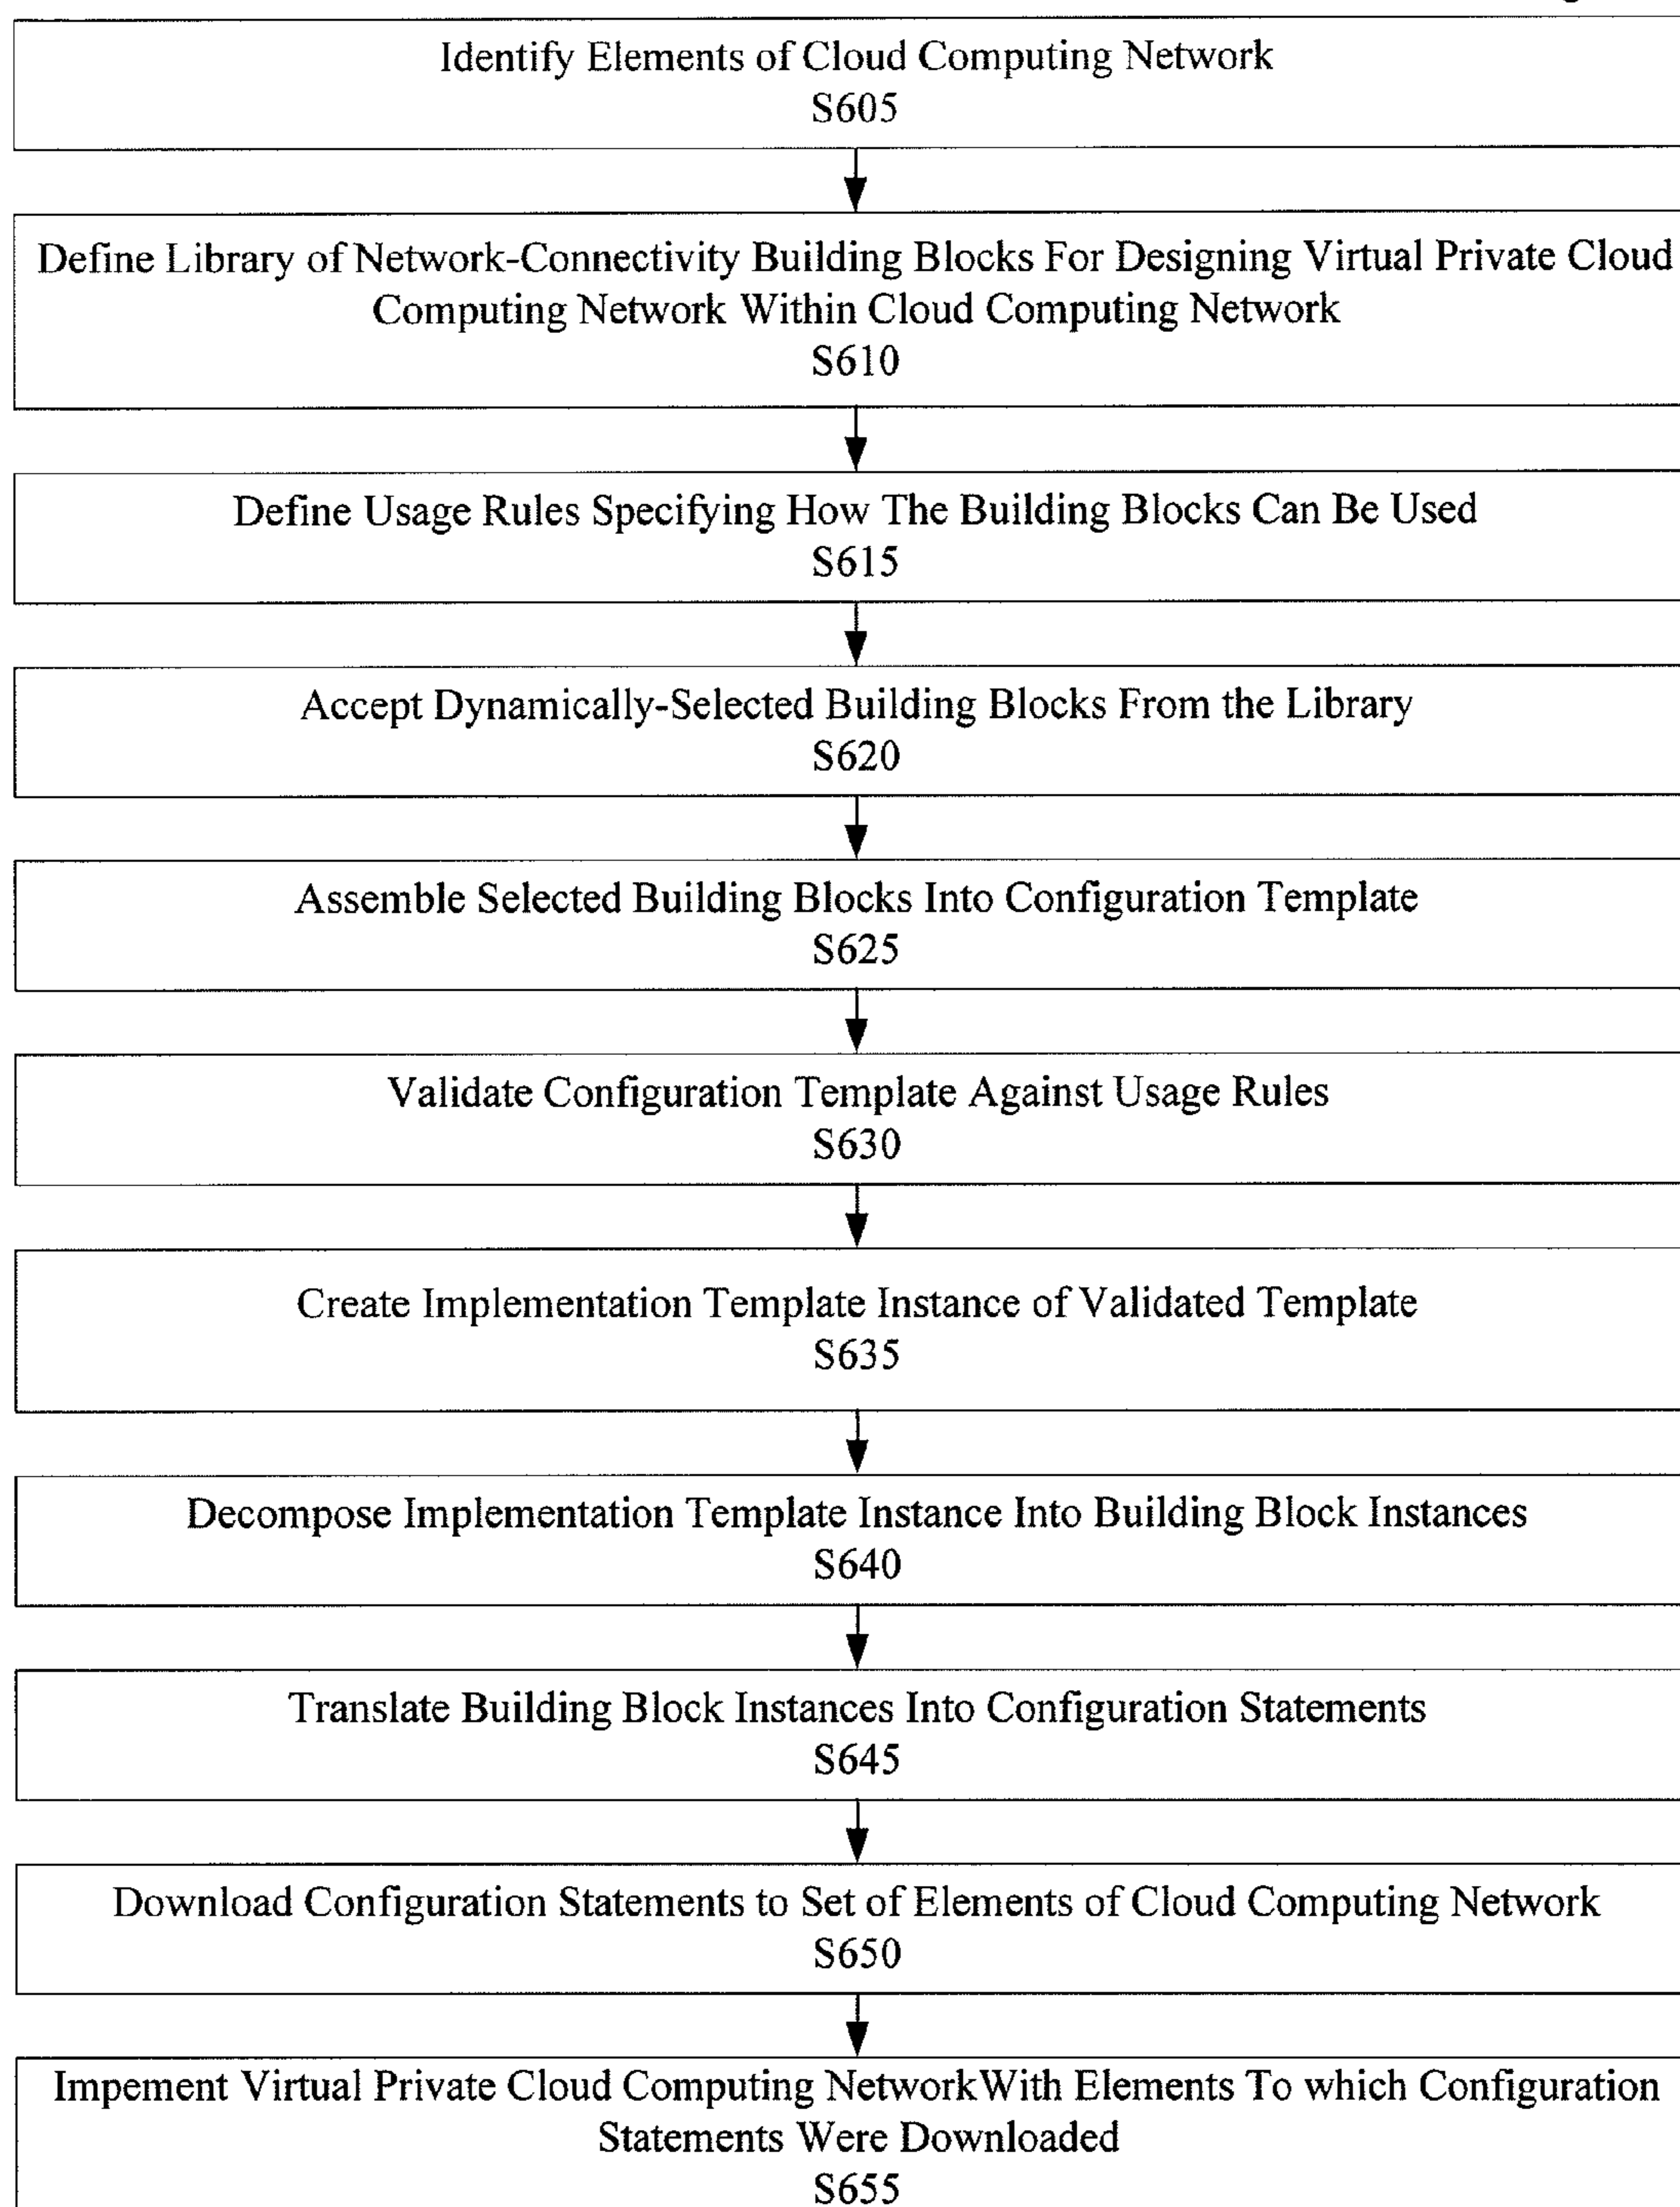 Identify Elements of Cloud Computing Network
S605
Define Library of Network-Connectivity Building Blocks For Designing Virtual Private Cloud
Computing Network Within Cloud Computing Network
S610
Define Usage Rules Specifying How The Building Blocks Can Be Used
S615
Accept Dynamically-Selected Building Blocks From the Library
S620
Assemble Selected Building Blocks Into Configuration Template
S625
Validate Configuration Template Against Usage Rules
S630
Create Implementation Template Instance of Validated Template
S635
Decompose Implementation Template Instance Into Building Block Instances
S640
Translate Building Block Instances Into Configuration Statements
S645
Download Configuration Statements to Set of Elements of Cloud Computing Network
S650
Impement Virtual Private Cloud Computing NetworkWith Elements To which Configuration
Statements Were Downloaded
S655